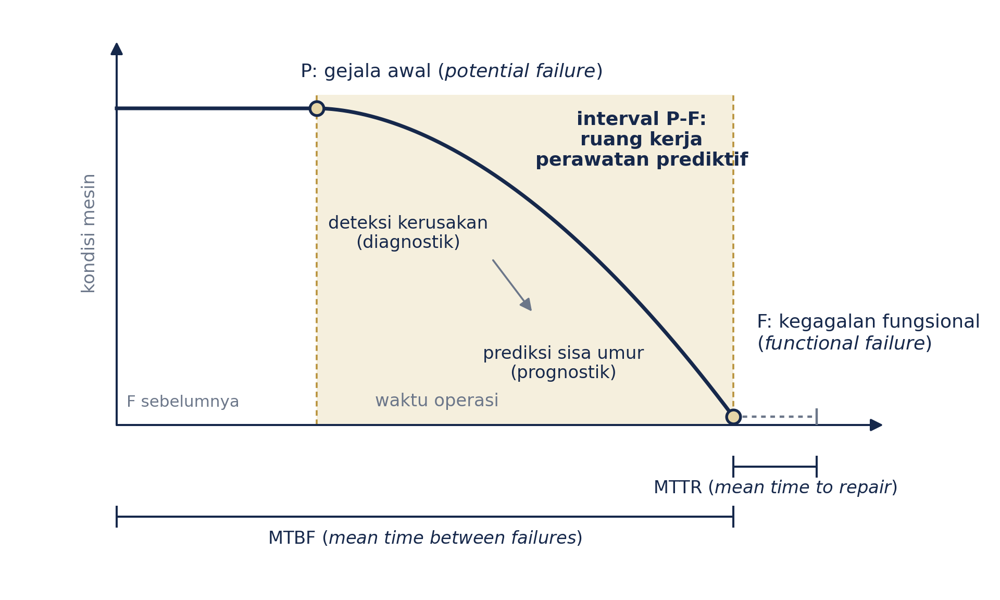 P: gejala awal (potential failure)
interval P-F:
ruang kerja
perawatan prediktif
kondisi mesin
deteksi kerusakan
(diagnostik)
F: kegagalan fungsional
(functional failure)
prediksi sisa umur
(prognostik)
F sebelumnya
waktu operasi
MTTR (mean time to repair)
MTBF (mean time between failures)